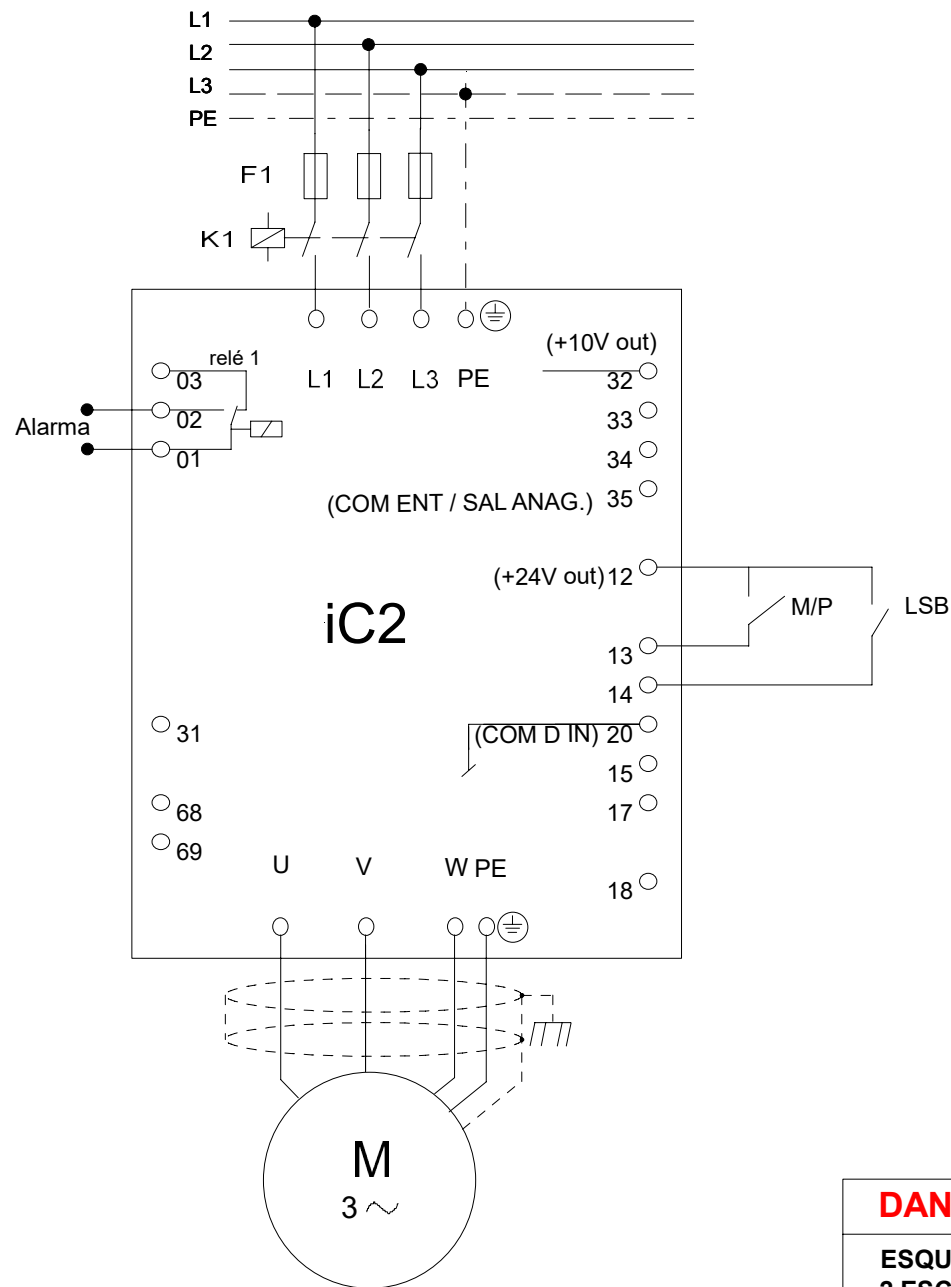 L1
L2
L3
PE
F1
K1
relé 1
03
02
01
Alarma
L1 L2 L3 PE
(+10V out)
32
33
34
(COM ENT / SAL ANAG.) 35
(+24V out) 12
M/P
LSB
iC2
13
14
(COM D IN) 20
15
17
18
31
68
69
U V W PE
M
3
DAN
ESQU